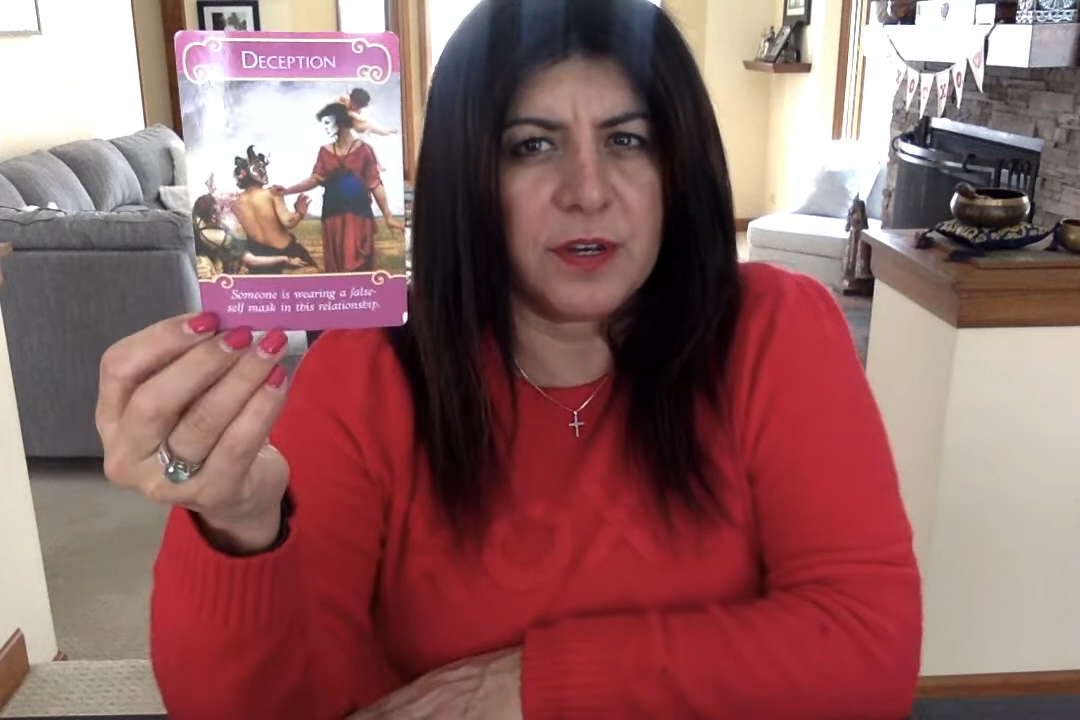 DECEPTION
Someone is wearing a false-
self mask in this relationship.